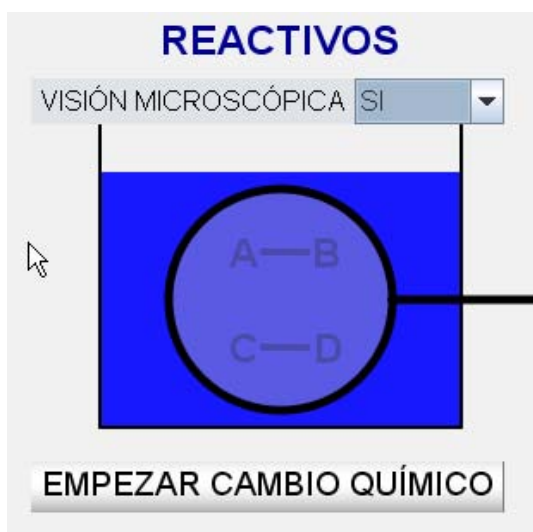 REACTIVOS
VISIÓN MICROSCÓPICA SI
A—B
C—D
EMPEZAR CAMBIO QUÍMICO